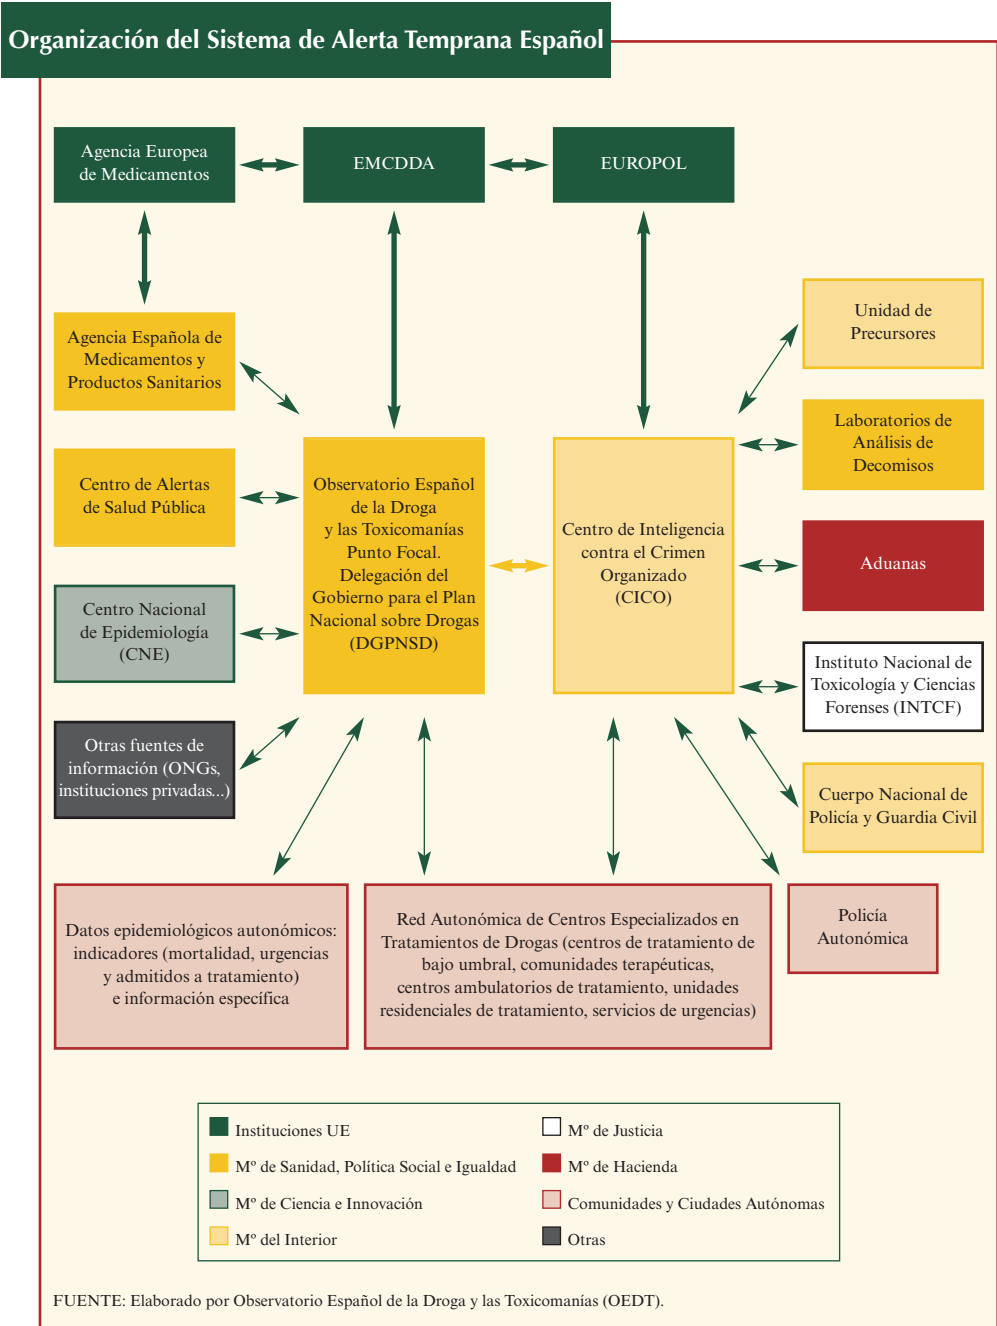 Organización del Sistema de Alerta Temprana Español
Agencia Europea
de Medicamentos
EMCDDA
EUROPOL
Agencia Española de
Medicamentos y
Productos Sanitarios
Unidad de
Precursores
Laboratorios de
Análisis de
Decomisos
Centro de Alertas
de Salud Pública
Observatorio Español
de la Droga
y las Toxicomanías
Punto Focal.
Delegación del
Gobierno para el Plan
Nacional sobre Drogas
(DGPNSD)
Centro de Inteligencia
contra el Crimen
Organizado
(CICO)
Aduanas
Centro Nacional
de Epidemiología
(CNE)
Instituto Nacional de
Toxicología y Ciencias
Forenses (INTCF)
Otras fuentes de
información (ONGs,
instituciones privadas...)
Cuerpo Nacional de
Policía y Guardia Civil
Datos epidemiológicos autonómicos:
indicadores (mortalidad, urgencias
y admitidos a tratamiento)
e información específica
Red Autonómica de Centros Especializados en
Tratamientos de Drogas (centros de tratamiento de
bajo umbral, comunidades terapéuticas,
centros ambulatorios de tratamiento, unidades
residenciales de tratamiento, servicios de urgencias)
Policía
Autonómica
Instituciones UE
Mº de Sanidad, Política Social e Igualdad
Mº de Ciencia e Innovación
Mº del Interior
Mº de Justicia
Mº de Hacienda
Comunidades y Ciudades Autónomas
Otras
FUENTE: Elaborado por Observatorio Español de la Droga y las Toxicomanías (OEDT).